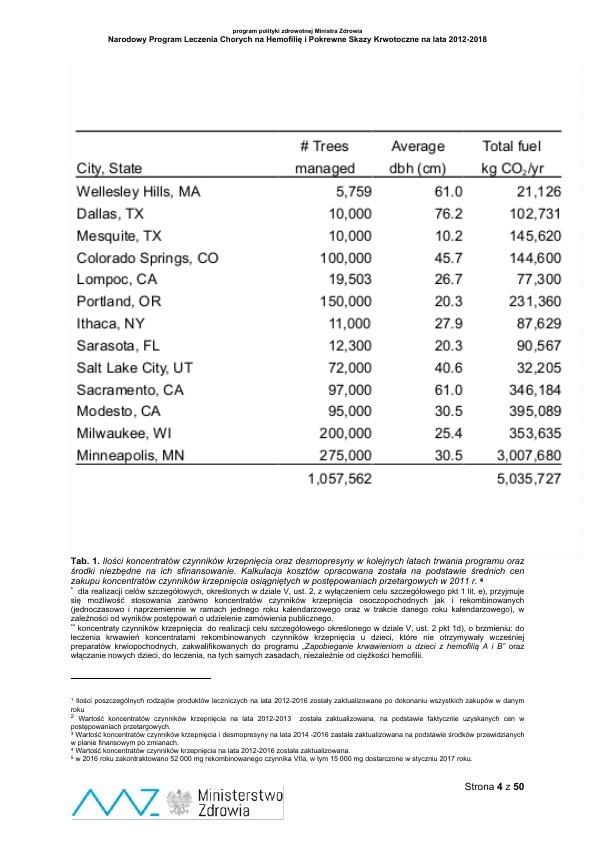 program polityki zdrowotnej Ministra Zdrowia
Narodowy Program Leczenia Chorych na Hemofilię i Pokrewne Skazy Krwotoczne na lata 2012-2018
# Trees Average Total fuel
City, State managed dbh (cm) kg CO₂/yr
Wellesley Hills, MA 5,759 61.0 21,126
Dallas, TX 10,000 76.2 102,731
Mesquite, TX 10,000 10.2 145,620
Colorado Springs, CO 100,000 45.7 144,600
Lompoc, CA 19,503 26.7 77,300
Portland, OR 150,000 20.3 231,360
Ithaca, NY 11,000 27.9 87,629
Sarasota, FL 12,300 20.3 90,567
Salt Lake City, UT 72,000 40.6 32,205
Sacramento, CA 97,000 61.0 346,184
Modesto, CA 95,000 30.5 395,089
Milwaukee, WI 200,000 25.4 353,635
Minneapolis, MN 275,000 30.5 3,007,680
1,057,562 5,035,727
Tab. 1. Ilości koncentratów czynników krzepnięcia oraz desmopresyny w kolejnych latach trwania programu oraz
środki niezbędne na ich sfinansowanie. Kalkulacja kosztów opracowana została na podstawie średnich cen
zakupu koncentratów czynników krzepnięcia osiągniętych w postępowaniach przetargowych w 2011 r. ⁴
* dla realizacji celów szczegółowych, określonych w dziale V, ust. 2, z wyłączeniem celu szczegółowego pkt 1 lit. e), przyjmuje
się możliwość stosowania zarówno koncentratów czynników krzepnięcia osoczopochodnych jak i rekombinowanych
(jednoczasowo i naprzemiennie w ramach jednego roku kalendarzowego oraz w trakcie danego roku kalendarzowego), w
zależności od wyników postępowań o udzielenie zamówienia publicznego.
** koncentraty czynników krzepnięcia do realizacji celu szczegółowego określonego w dziale V, ust. 2 pkt 1d), o brzmieniu: do
leczenia krwawień koncentratami rekombinowanych czynników krzepnięcia u dzieci, które nie otrzymywały wcześniej
preparatów krwiopochodnych, zakwalifikowanych do programu „Zapobieganie krwawieniom u dzieci z hemofilią A i B" oraz
włączanie nowych dzieci, do leczenia, na tych samych zasadach, niezależnie od ciężkości hemofilii.
¹ Ilości poszczególnych rodzajów produktów leczniczych na lata 2012-2016 zostały zaktualizowane po dokonaniu wszystkich zakupów w danym
roku
² Wartość koncentratów czynników krzepnięcia na lata 2012-2013 została zaktualizowana, na podstawie faktycznie uzyskanych cen w
postępowaniach przetargowych.
³ Wartość koncentratów czynników krzepnięcia i desmopresyny na lata 2014 -2016 została zaktualizowana na podstawie środków przewidzianych
w planie finansowym po zmianach.
⁴ Wartość koncentratów czynników krzepnięcia na lata 2012-2016 została zaktualizowana.
⁵ w 2016 roku zakontraktowano 52 000 mg rekombinowanego czynnika VIIa, w tym 15 000 mg dostarczone w styczniu 2017 roku.
Strona 4 z 50
Ministerstwo
Zdrowia